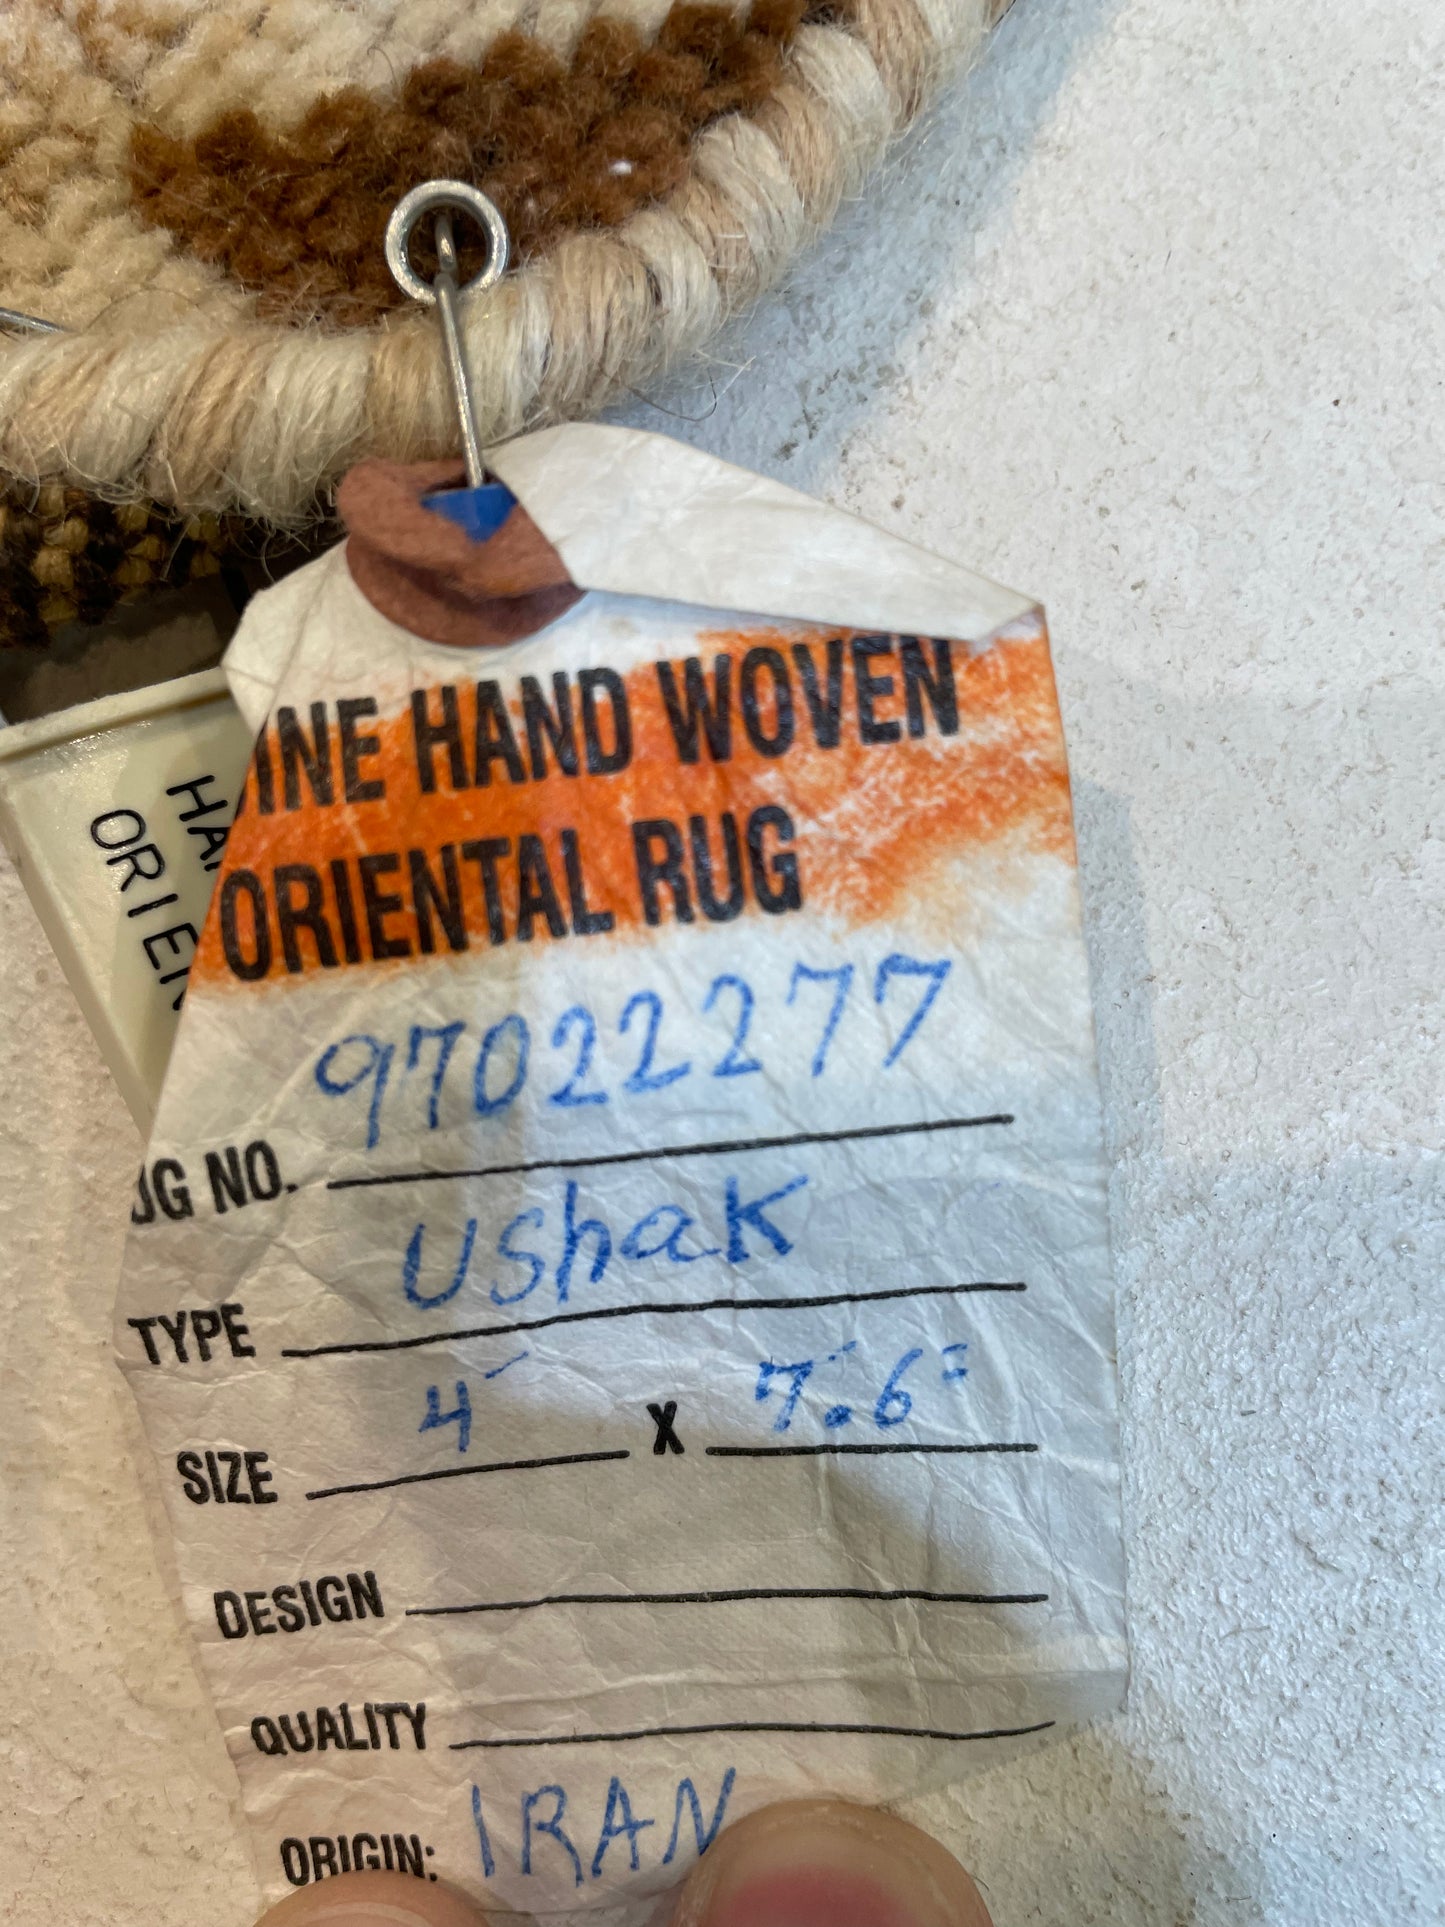 INE HAND WOVEN
ORIENTAL RUG
97022277
UG NO.
Ushak
TYPE
4' X 7'.6"
SIZE
DESIGN
QUALITY
ORIGIN: IRAN
HA
ORIEN